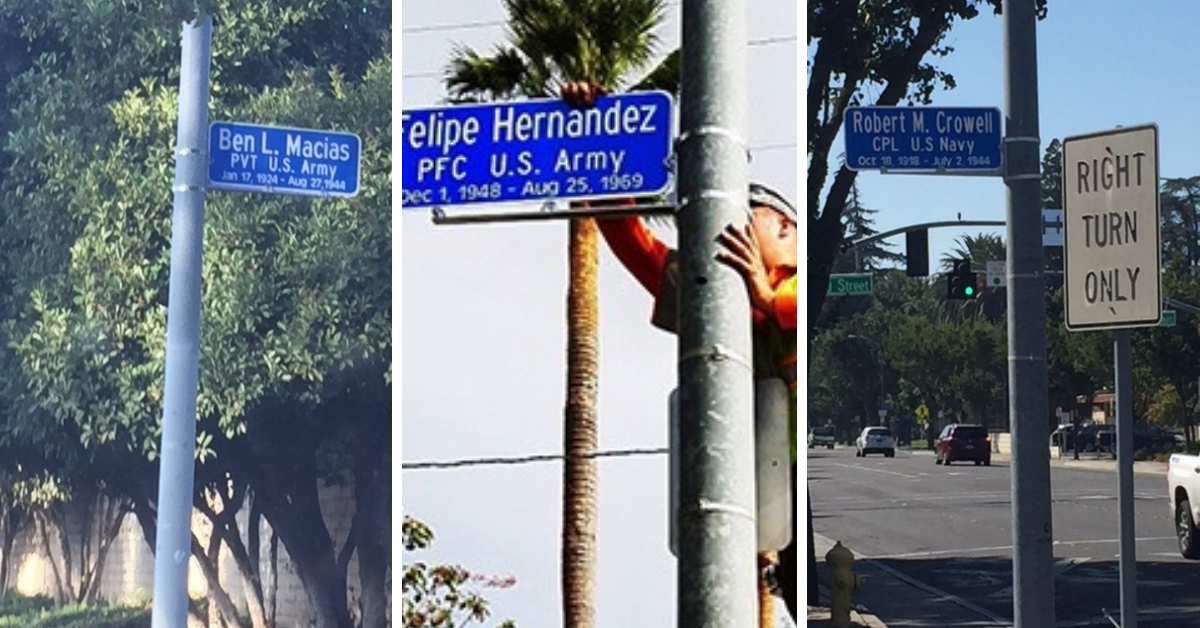 Ben L. Macias
PVT U.S. Army
Jan 17, 1924 - Aug 27, 1944
Felipe Hernandez
PFC U.S. Army
Dec 1, 1948 - Aug 25, 1969
Robert M. Crowell
CPL U.S Navy
Oct 18, 1918 - July 2, 1944
RIGHT
TURN
ONLY
Street